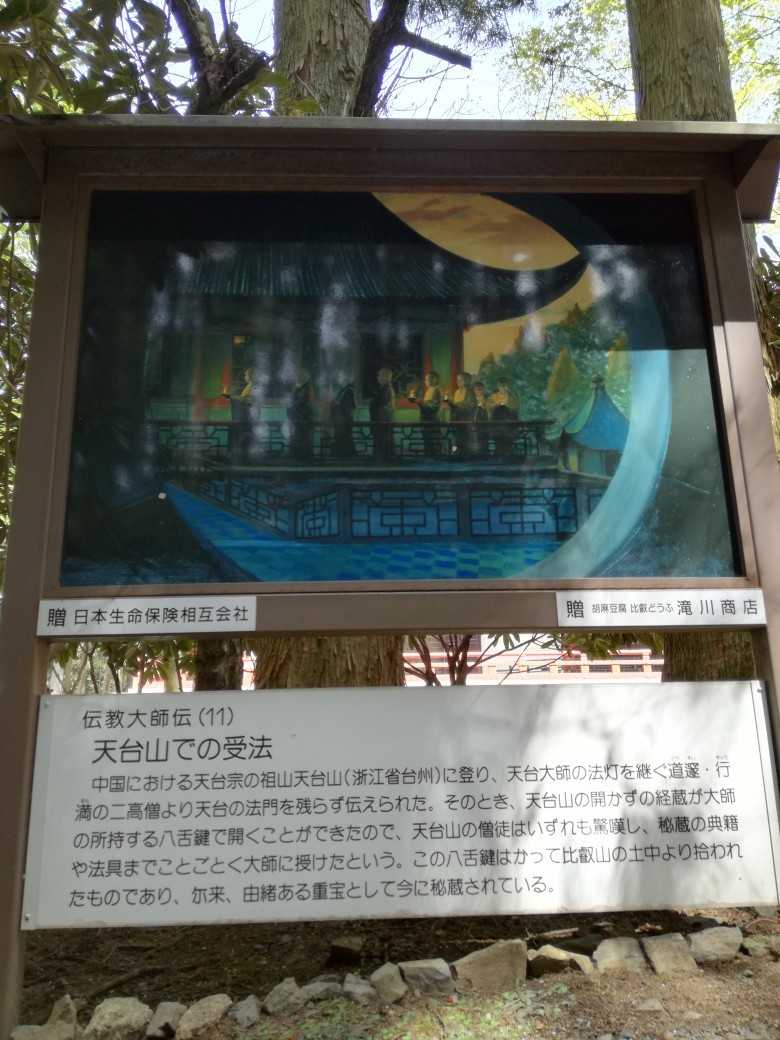 贈 日本生命保険相互会社
贈 胡麻豆腐 比叡どうふ 滝川商店
伝教大師伝(11)
天台山での受法
中国における天台宗の祖山天台山(浙江省台州)に登り、天台大師の法灯を継ぐ道邃・行
満の二高僧より天台の法門を残らず伝えられた。そのとき、天台山の開かずの経蔵が大師
の所持する八舌鍵で開くことができたので、天台山の僧徒はいずれも驚嘆し、秘蔵の典籍
や法具までことごとく大師に授けたという。この八舌鍵はかって比叡山の土中より拾われ
たものであり、尓来、由緒ある重宝として今に秘蔵されている。